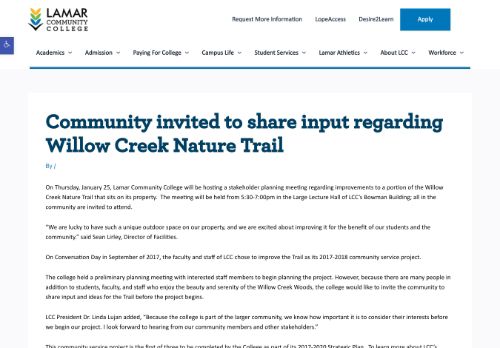 LAMAR
COMMUNITY
COLLEGE
Request More Information LopeAccess Desire2Learn Apply
Academics Admission Paying For College Campus Life Student Services Lamar Athletics About LCC Workforce
Community invited to share input regarding
Willow Creek Nature Trail
By /
On Thursday, January 25, Lamar Community College will be hosting a stakeholder planning meeting regarding improvements to a portion of the Willow
Creek Nature Trail that sits on its property. The meeting will be held from 5:30-7:00pm in the Large Lecture Hall of LCC's Bowman Building; all in the
community are invited to attend.
"We are lucky to have such a unique outdoor space on our property, and we are excited about improving it for the benefit of our students and the
community." said Sean Lirley, Director of Facilities.
On Conversation Day in September of 2017, the faculty and staff of LCC chose to improve the Trail as its 2017-2018 community service project.
The college held a preliminary planning meeting with interested staff members to begin planning the project. However, because there are many people in
addition to students, faculty, and staff who enjoy the beauty and serenity of the Willow Creek Woods, the college would like to invite the community to
share input and ideas for the Trail before the project begins.
LCC President Dr. Linda Lujan added, "Because the college is part of the larger community, we know how important it is to consider their interests before
we begin our project. I look forward to hearing from our community members and other stakeholders."
This community service project is the first of three to be completed by the College as part of its 2017-2020 Strategic Plan. To learn more about LCC's